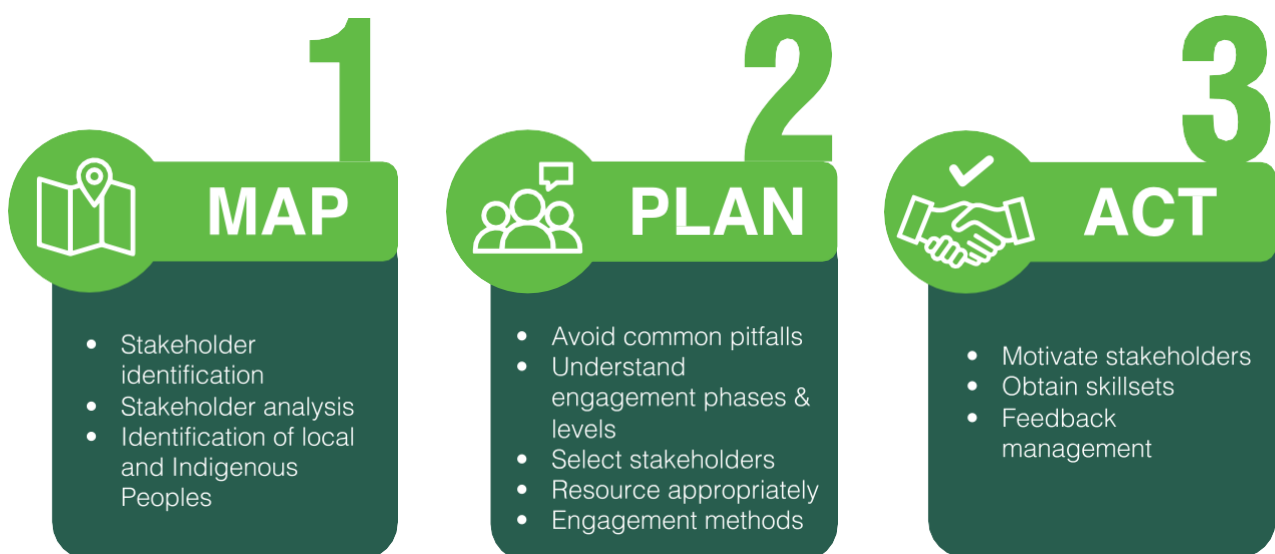 1
MAP
• Stakeholder
identification
• Stakeholder analysis
• Identification of local
and Indigenous
Peoples
2
PLAN
• Avoid common pitfalls
• Understand
engagement phases &
levels
• Select stakeholders
• Resource appropriately
• Engagement methods
3
ACT
• Motivate stakeholders
• Obtain skillsets
• Feedback
management